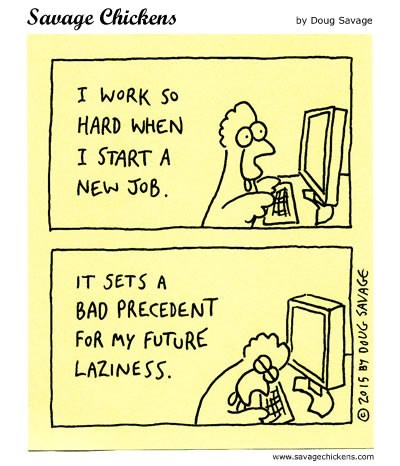 Savage Chickens
by Doug Savage
I WORK SO
HARD WHEN
I START A
NEW JOB.
IT SETS A
BAD PRECEDENT
FOR MY FUTURE
LAZINESS.
© 2015 BY DOUG SAVAGE
www.savagechickens.com